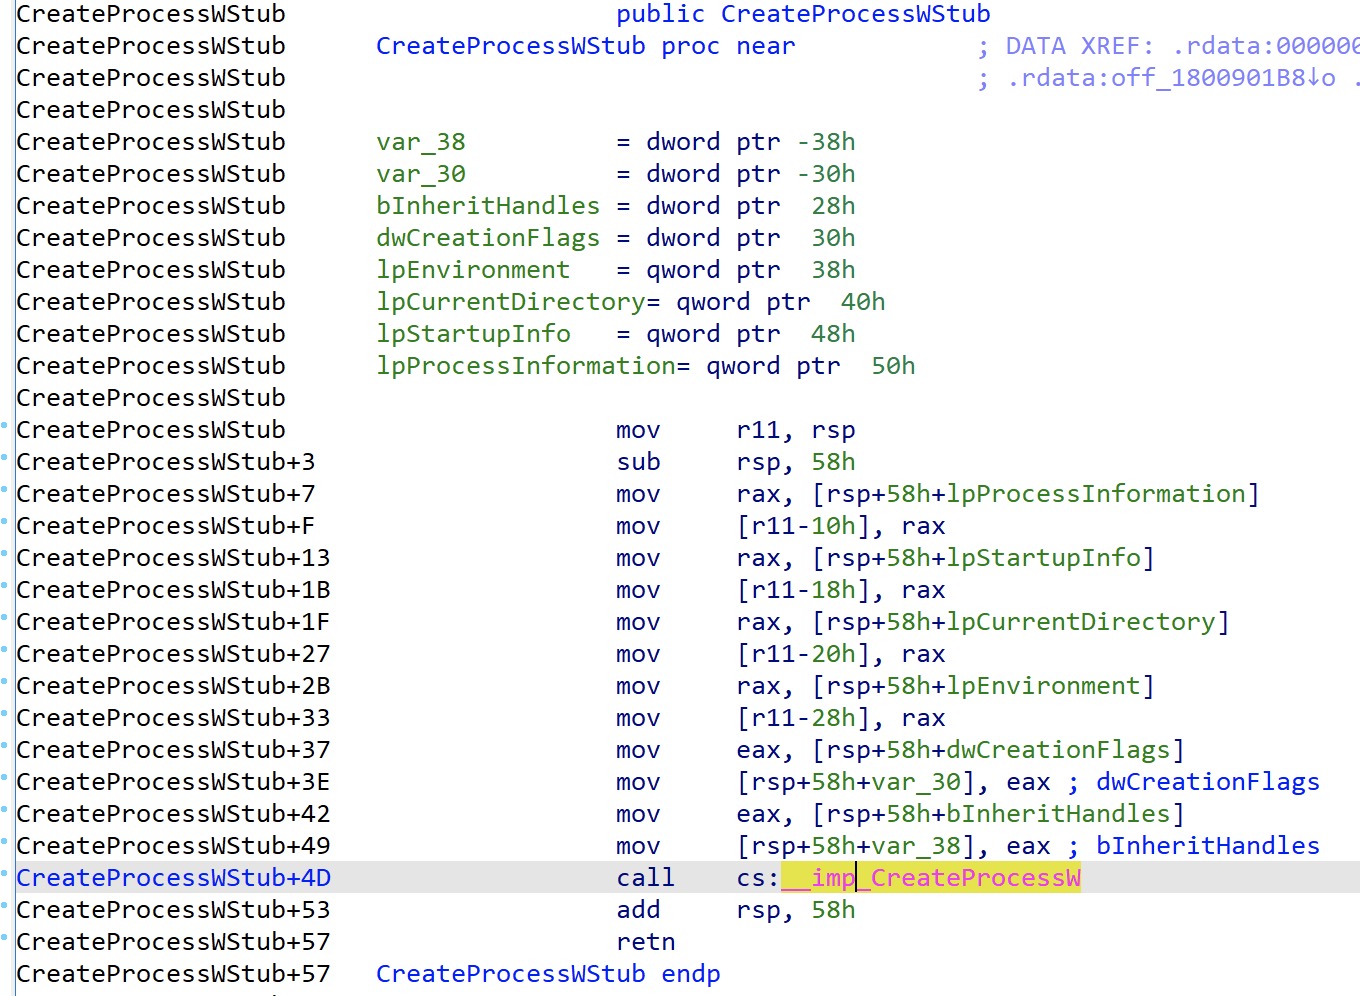 CreateProcessWStub public CreateProcessWStub
CreateProcessWStub CreateProcessWStub proc near ; DATA XREF: .rdata:000000
CreateProcessWStub ; .rdata:off_1800901B8↓o .
CreateProcessWStub
CreateProcessWStub var_38 = dword ptr -38h
CreateProcessWStub var_30 = dword ptr -30h
CreateProcessWStub bInheritHandles = dword ptr 28h
CreateProcessWStub dwCreationFlags = dword ptr 30h
CreateProcessWStub lpEnvironment = qword ptr 38h
CreateProcessWStub lpCurrentDirectory= qword ptr 40h
CreateProcessWStub lpStartupInfo = qword ptr 48h
CreateProcessWStub lpProcessInformation= qword ptr 50h
CreateProcessWStub
CreateProcessWStub mov r11, rsp
CreateProcessWStub+3 sub rsp, 58h
CreateProcessWStub+7 mov rax, [rsp+58h+lpProcessInformation]
CreateProcessWStub+F mov [r11-10h], rax
CreateProcessWStub+13 mov rax, [rsp+58h+lpStartupInfo]
CreateProcessWStub+1B mov [r11-18h], rax
CreateProcessWStub+1F mov rax, [rsp+58h+lpCurrentDirectory]
CreateProcessWStub+27 mov [r11-20h], rax
CreateProcessWStub+2B mov rax, [rsp+58h+lpEnvironment]
CreateProcessWStub+33 mov [r11-28h], rax
CreateProcessWStub+37 mov eax, [rsp+58h+dwCreationFlags]
CreateProcessWStub+3E mov [rsp+58h+var_30], eax ; dwCreationFlags
CreateProcessWStub+42 mov eax, [rsp+58h+bInheritHandles]
CreateProcessWStub+49 mov [rsp+58h+var_38], eax ; bInheritHandles
CreateProcessWStub+4D call cs:__imp_CreateProcessW
CreateProcessWStub+53 add rsp, 58h
CreateProcessWStub+57 retn
CreateProcessWStub+57 CreateProcessWStub endp